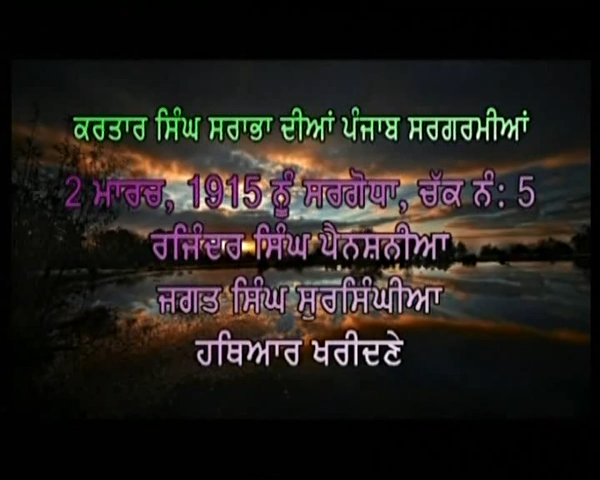 ਕਰਤਾਰ ਸਿੰਘ ਸਰਾਭਾ ਦੀਆਂ ਪੰਜਾਬ ਸਰਗਰਮੀਆਂ
2 ਮਾਰਚ, 1915 ਨੂੰ ਸਰਗੋਧਾ, ਚੱਕ ਨੰ: 5
ਰਜਿੰਦਰ ਸਿੰਘ ਪੈਨਸ਼ਨੀਆ
ਜਗਤ ਸਿੰਘ ਸੁਰਸਿੰਘੀਆ
ਹਥਿਆਰ ਖਰੀਦਣੇ